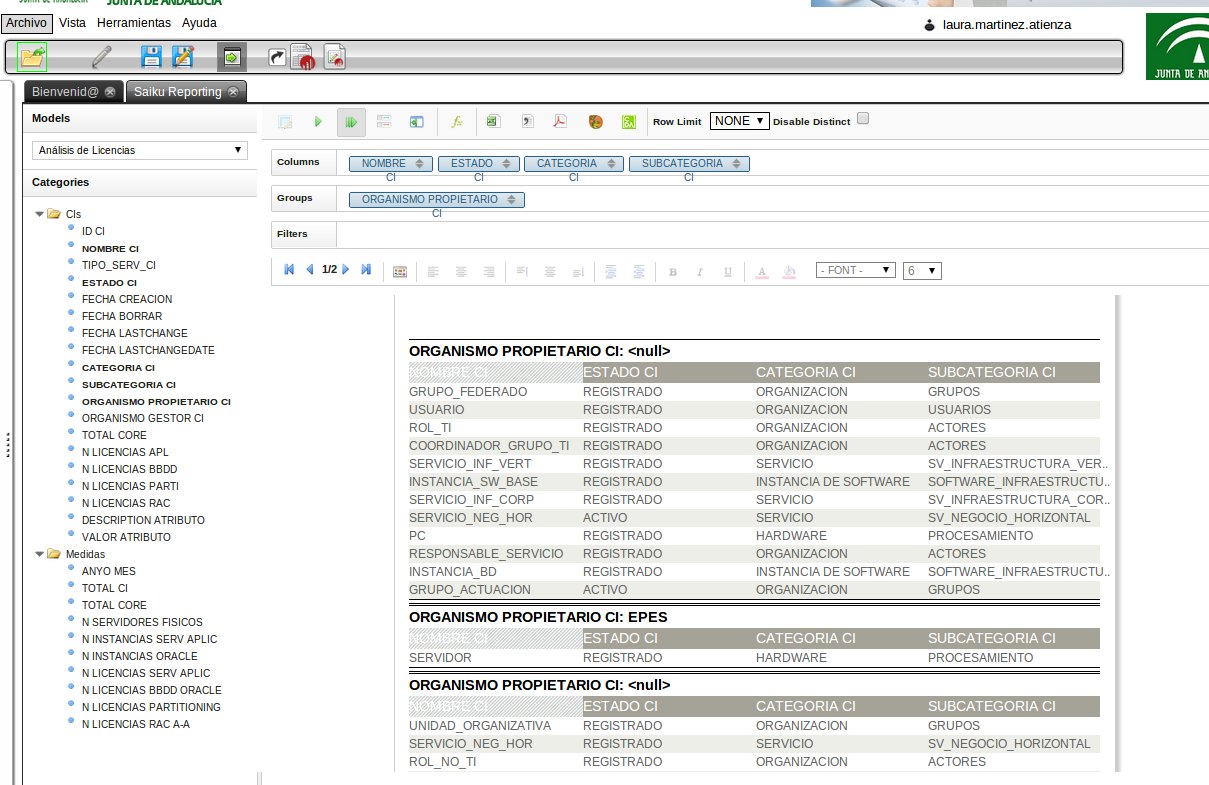 JUNTA DE ANDALUCIA
Archivo Vista Herramientas Ayuda
laura.martinez.atienza
JUNTA DE AN
Bienvenid@
Saiku Reporting
Models
Análisis de Licencias
Categories
CIs
ID CI
NOMBRE CI
TIPO_SERV_CI
ESTADO CI
FECHA CREACION
FECHA BORRAR
FECHA LASTCHANGE
FECHA LASTCHANGEDATE
CATEGORIA CI
SUBCATEGORIA CI
ORGANISMO PROPIETARIO CI
ORGANISMO GESTOR CI
TOTAL CORE
N LICENCIAS APL
N LICENCIAS BBDD
N LICENCIAS PARTI
N LICENCIAS RAC
DESCRIPTION ATRIBUTO
VALOR ATRIBUTO
Medidas
ANYO MES
TOTAL CI
TOTAL CORE
N SERVIDORES FISICOS
N INSTANCIAS SERV APLIC
N INSTANCIAS ORACLE
N LICENCIAS SERV APLIC
N LICENCIAS BBDD ORACLE
N LICENCIAS PARTITIONING
N LICENCIAS RAC A-A
Row Limit NONE Disable Distinct
Columns NOMBRE CI ESTADO CI CATEGORIA CI SUBCATEGORIA CI
Groups ORGANISMO PROPIETARIO CI
Filters
1/2 B I U A - FONT - 6
ORGANISMO PROPIETARIO CI: <null>
NOMBRE CI ESTADO CI CATEGORIA CI SUBCATEGORIA CI
GRUPO_FEDERADO REGISTRADO ORGANIZACION GRUPOS
USUARIO REGISTRADO ORGANIZACION USUARIOS
ROL_TI REGISTRADO ORGANIZACION ACTORES
COORDINADOR_GRUPO_TI REGISTRADO ORGANIZACION ACTORES
SERVICIO_INF_VERT REGISTRADO SERVICIO SV_INFRAESTRUCTURA_VER..
INSTANCIA_SW_BASE REGISTRADO INSTANCIA DE SOFTWARE SOFTWARE_INFRAESTRUCTU..
SERVICIO_INF_CORP REGISTRADO SERVICIO SV_INFRAESTRUCTURA_COR..
SERVICIO_NEG_HOR ACTIVO SERVICIO SV_NEGOCIO_HORIZONTAL
PC REGISTRADO HARDWARE PROCESAMIENTO
RESPONSABLE_SERVICIO REGISTRADO ORGANIZACION ACTORES
INSTANCIA_BD REGISTRADO INSTANCIA DE SOFTWARE SOFTWARE_INFRAESTRUCTU..
GRUPO_ACTUACION ACTIVO ORGANIZACION GRUPOS
ORGANISMO PROPIETARIO CI: EPES
NOMBRE CI ESTADO CI CATEGORIA CI SUBCATEGORIA CI
SERVIDOR REGISTRADO HARDWARE PROCESAMIENTO
ORGANISMO PROPIETARIO CI: <null>
NOMBRE CI ESTADO CI CATEGORIA CI SUBCATEGORIA CI
UNIDAD_ORGANIZATIVA REGISTRADO ORGANIZACION GRUPOS
SERVICIO_NEG_HOR REGISTRADO SERVICIO SV_NEGOCIO_HORIZONTAL
ROL_NO_TI REGISTRADO ORGANIZACION ACTORES